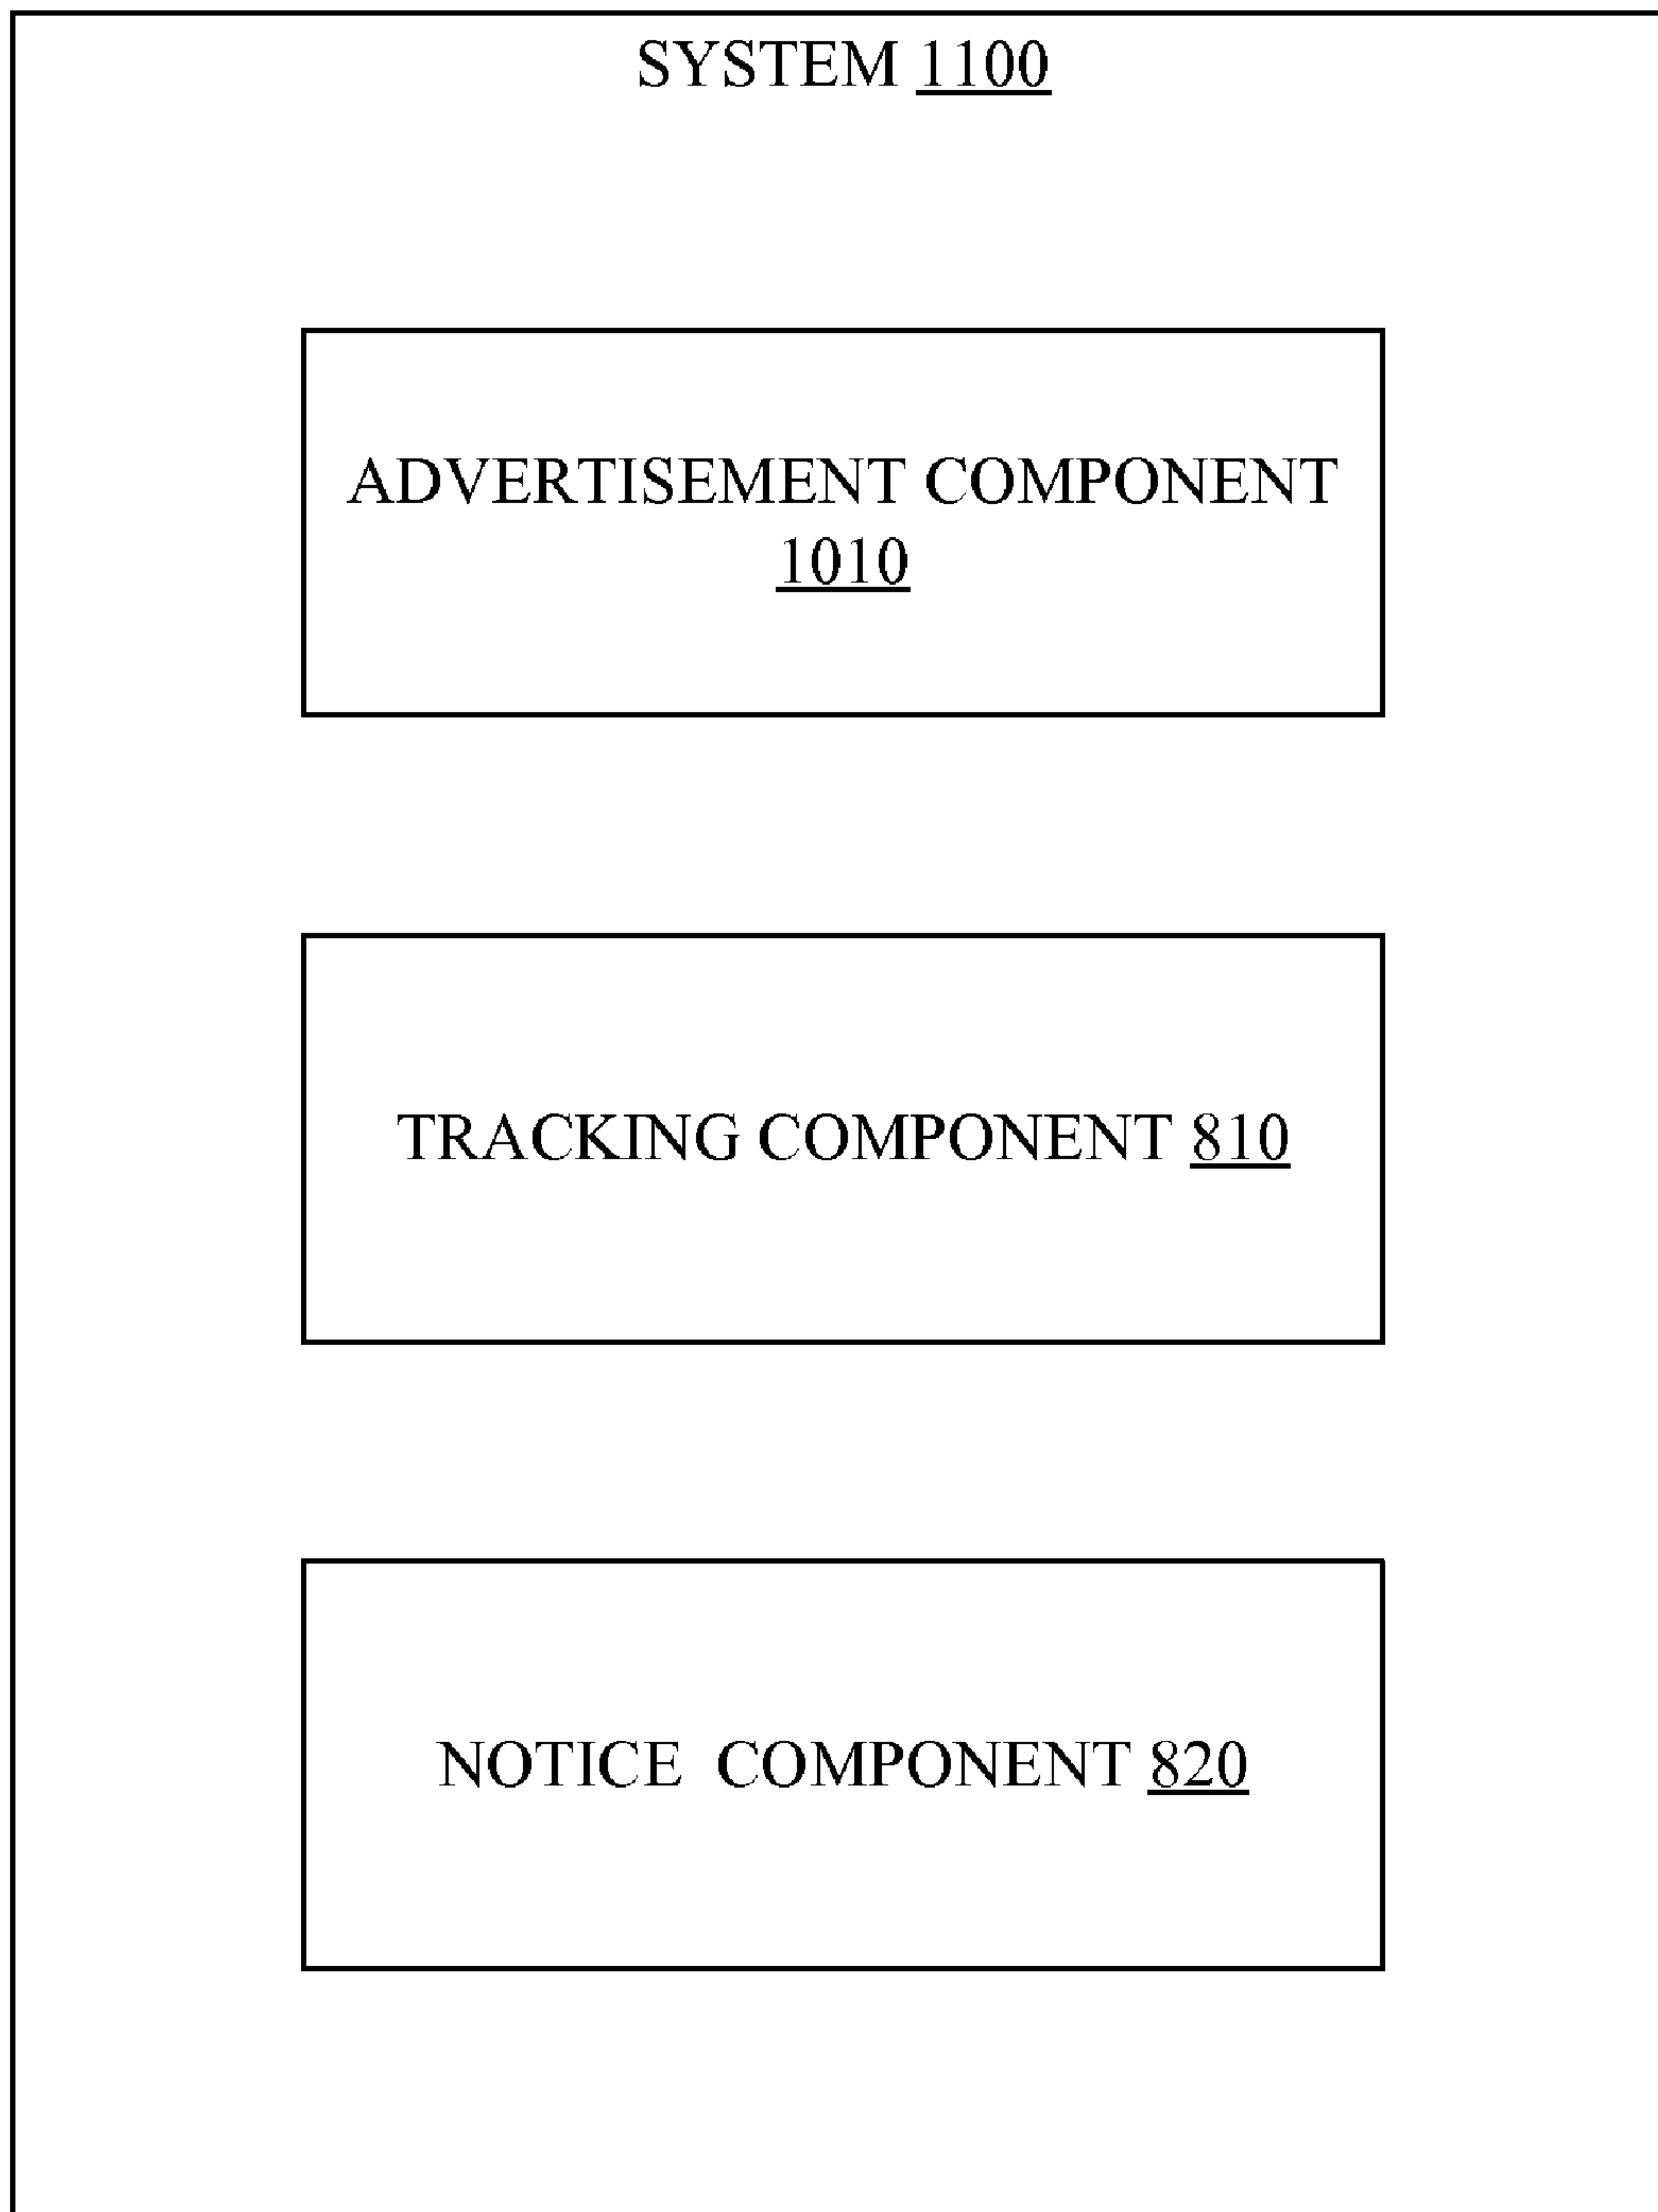 SYSTEM 1100
ADVERTISEMENT COMPONENT
1010
TRACKING COMPONENT 810
NOTICE COMPONENT 820